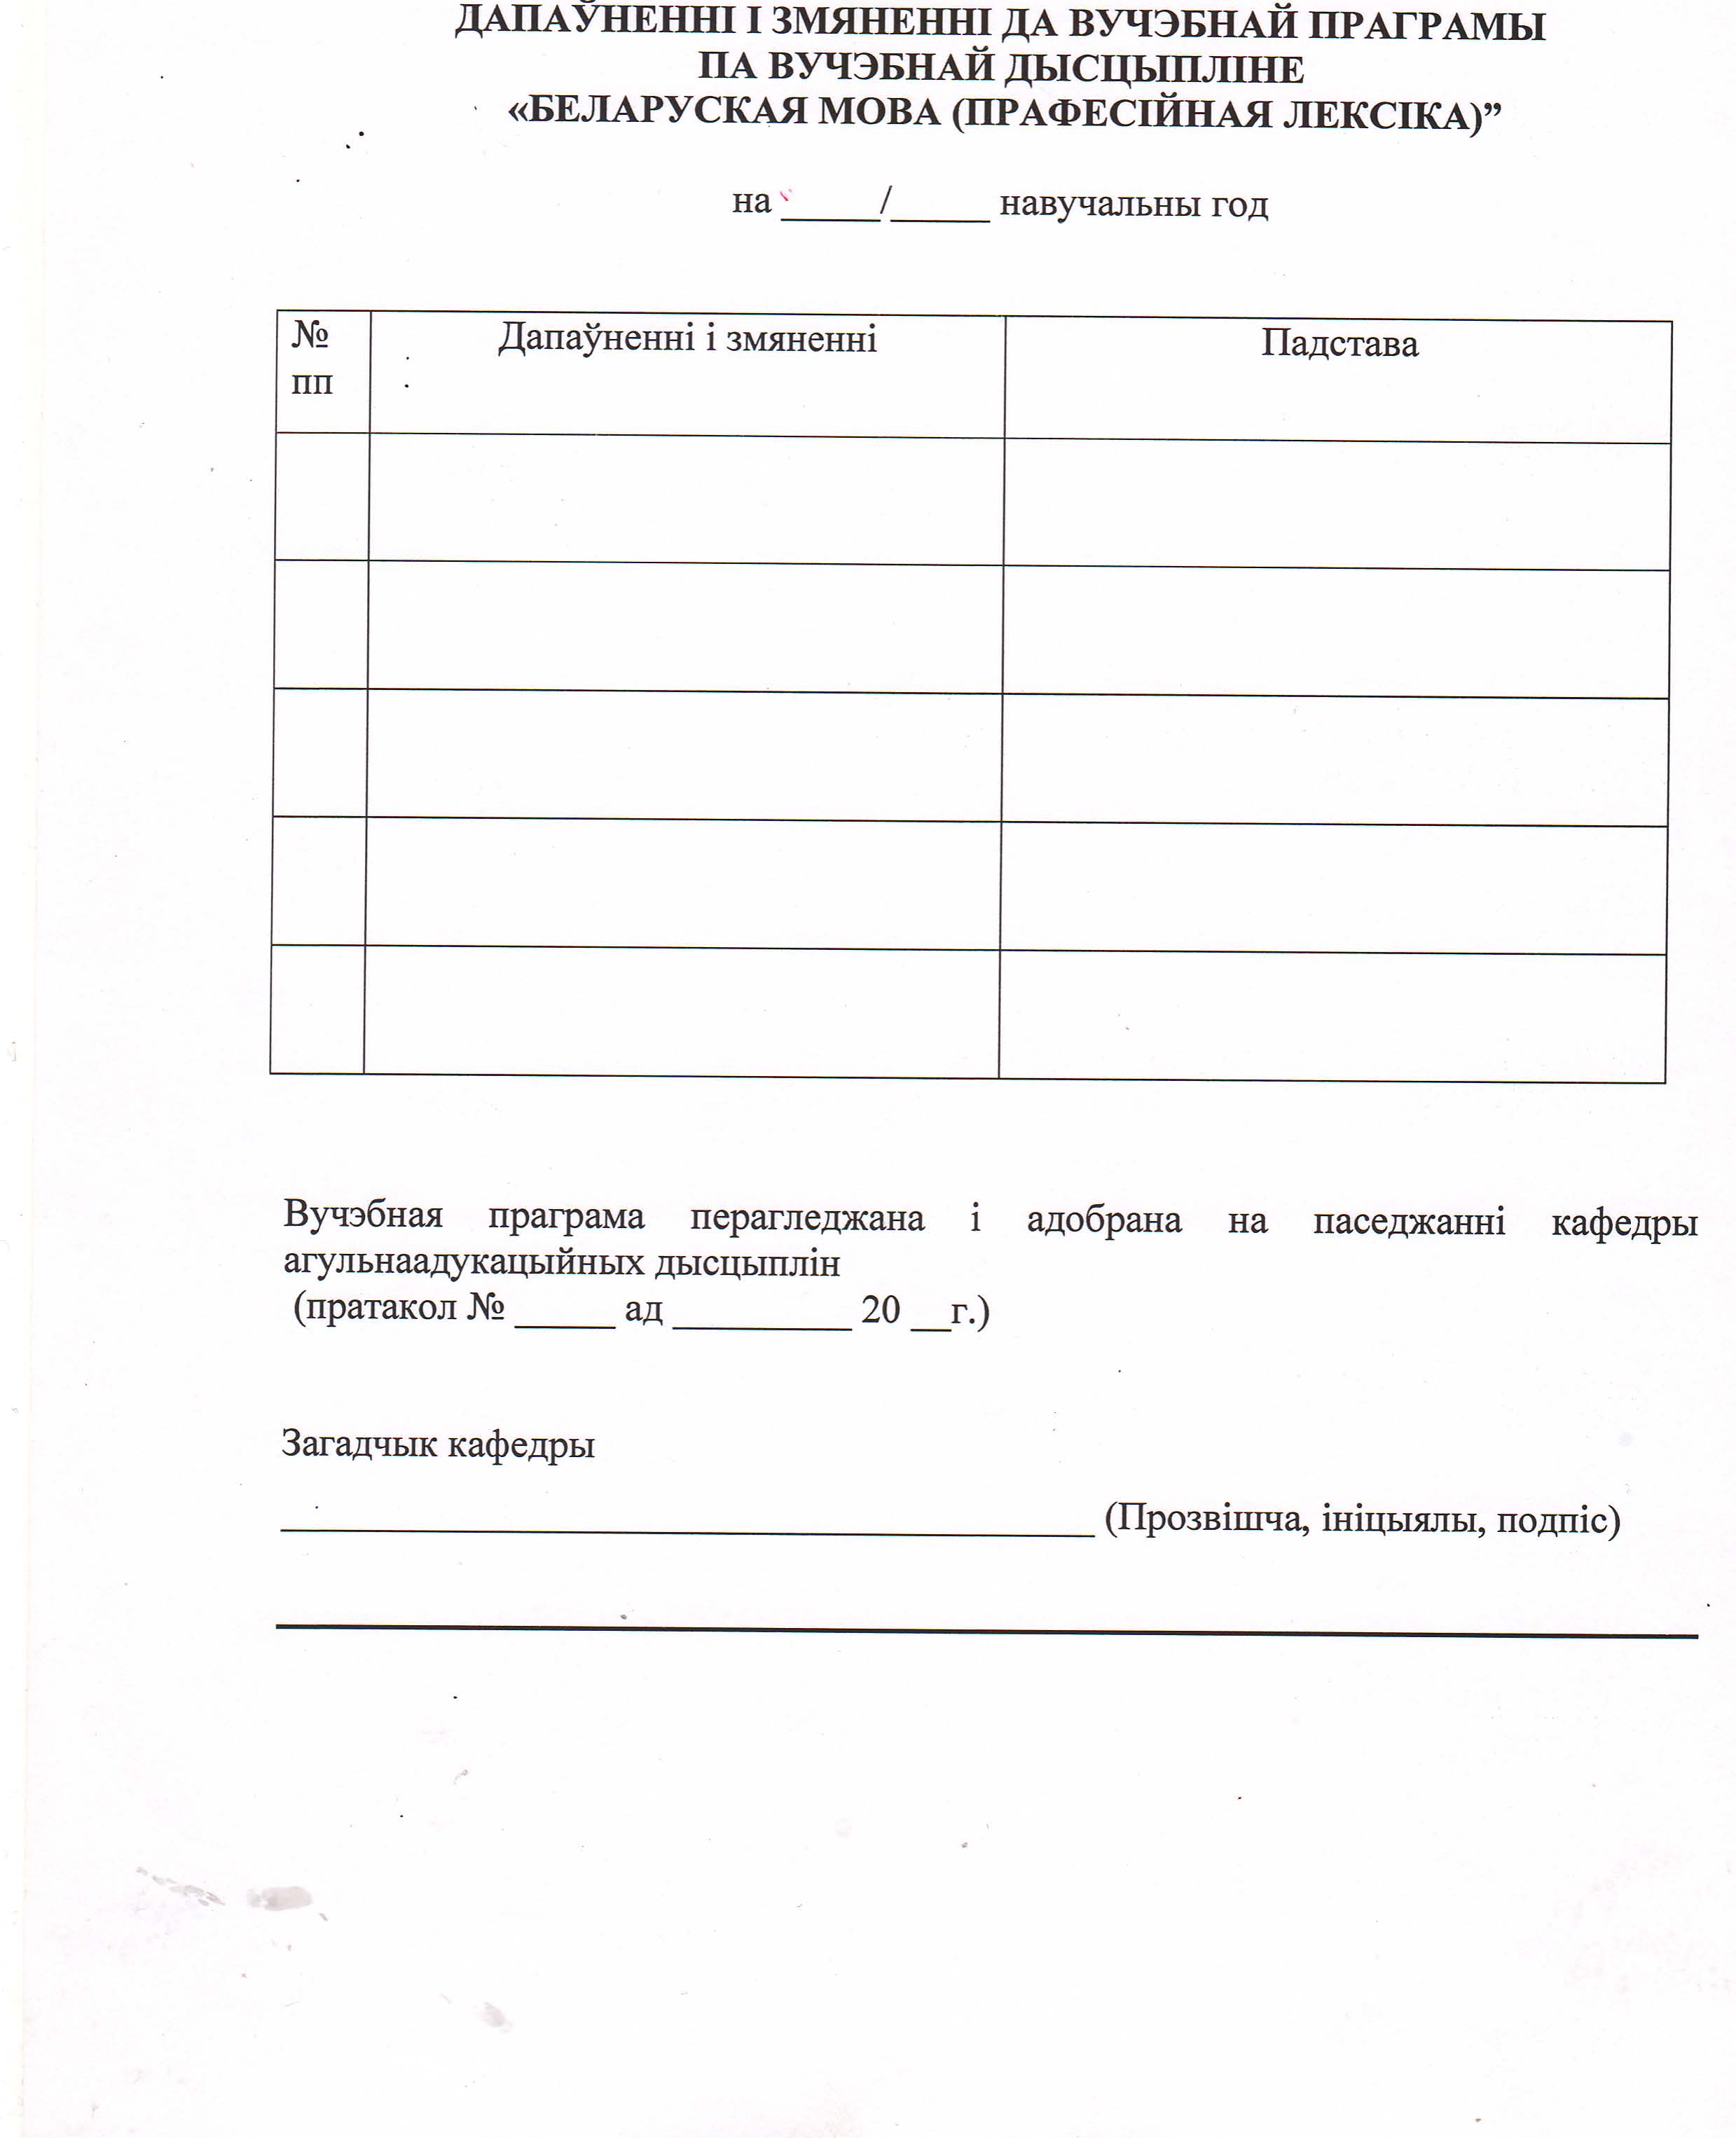 ДАПАЎНЕННІ І ЗМЯНЕННІ ДА ВУЧЭБНАЙ ПРАГРАМЫ
ПА ВУЧЭБНАЙ ДЫСЦЫПЛІНЕ
«БЕЛАРУСКАЯ МОВА (ПРАФЕСІЙНАЯ ЛЕКСІКА)”
на _____/_____ навучальны год
№ Дапаўненні і змяненні Падстава
пп
Вучэбная праграма перагледжана і адобрана на паседжанні кафедры
агульнаадукацыйных дысцыплін
(пратакол № _____ ад _________ 20 __г.)
Загадчык кафедры
_________________________________________ (Прозвішча, ініцыялы, подпіс)